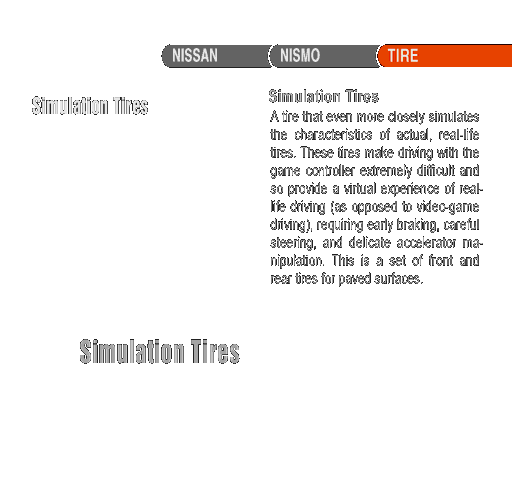 NISSAN
NISMO
TIRE
Simulation Tires
Simulation Tires
A tire that even more closely simulates
the characteristics of actual, real-life
tires. These tires make driving with the
game controller extremely difficult and
so provide a virtual experience of real-
life driving (as opposed to video-game
driving), requiring early braking, careful
steering, and delicate accelerator ma-
nipulation. This is a set of front and
rear tires for paved surfaces.
Simulation Tires